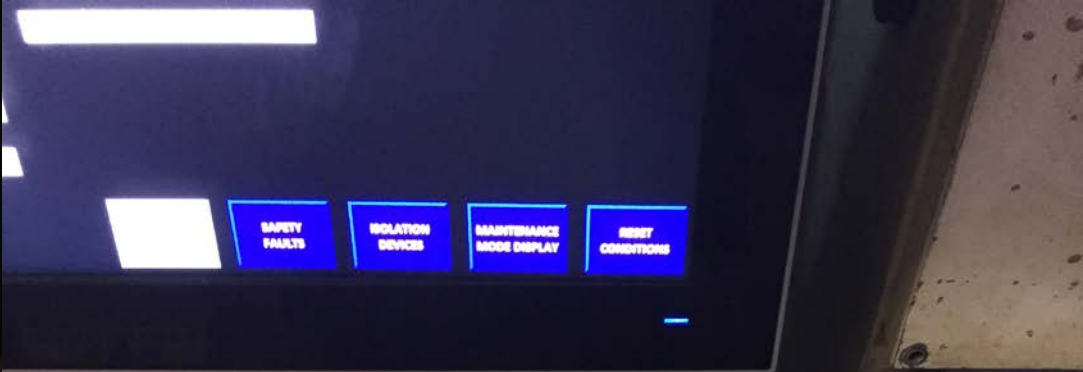 SAFETY
FAULTS
ISOLATION
DEVICES
MAINTENANCE
MODE DISPLAY
RESET
CONDITIONS